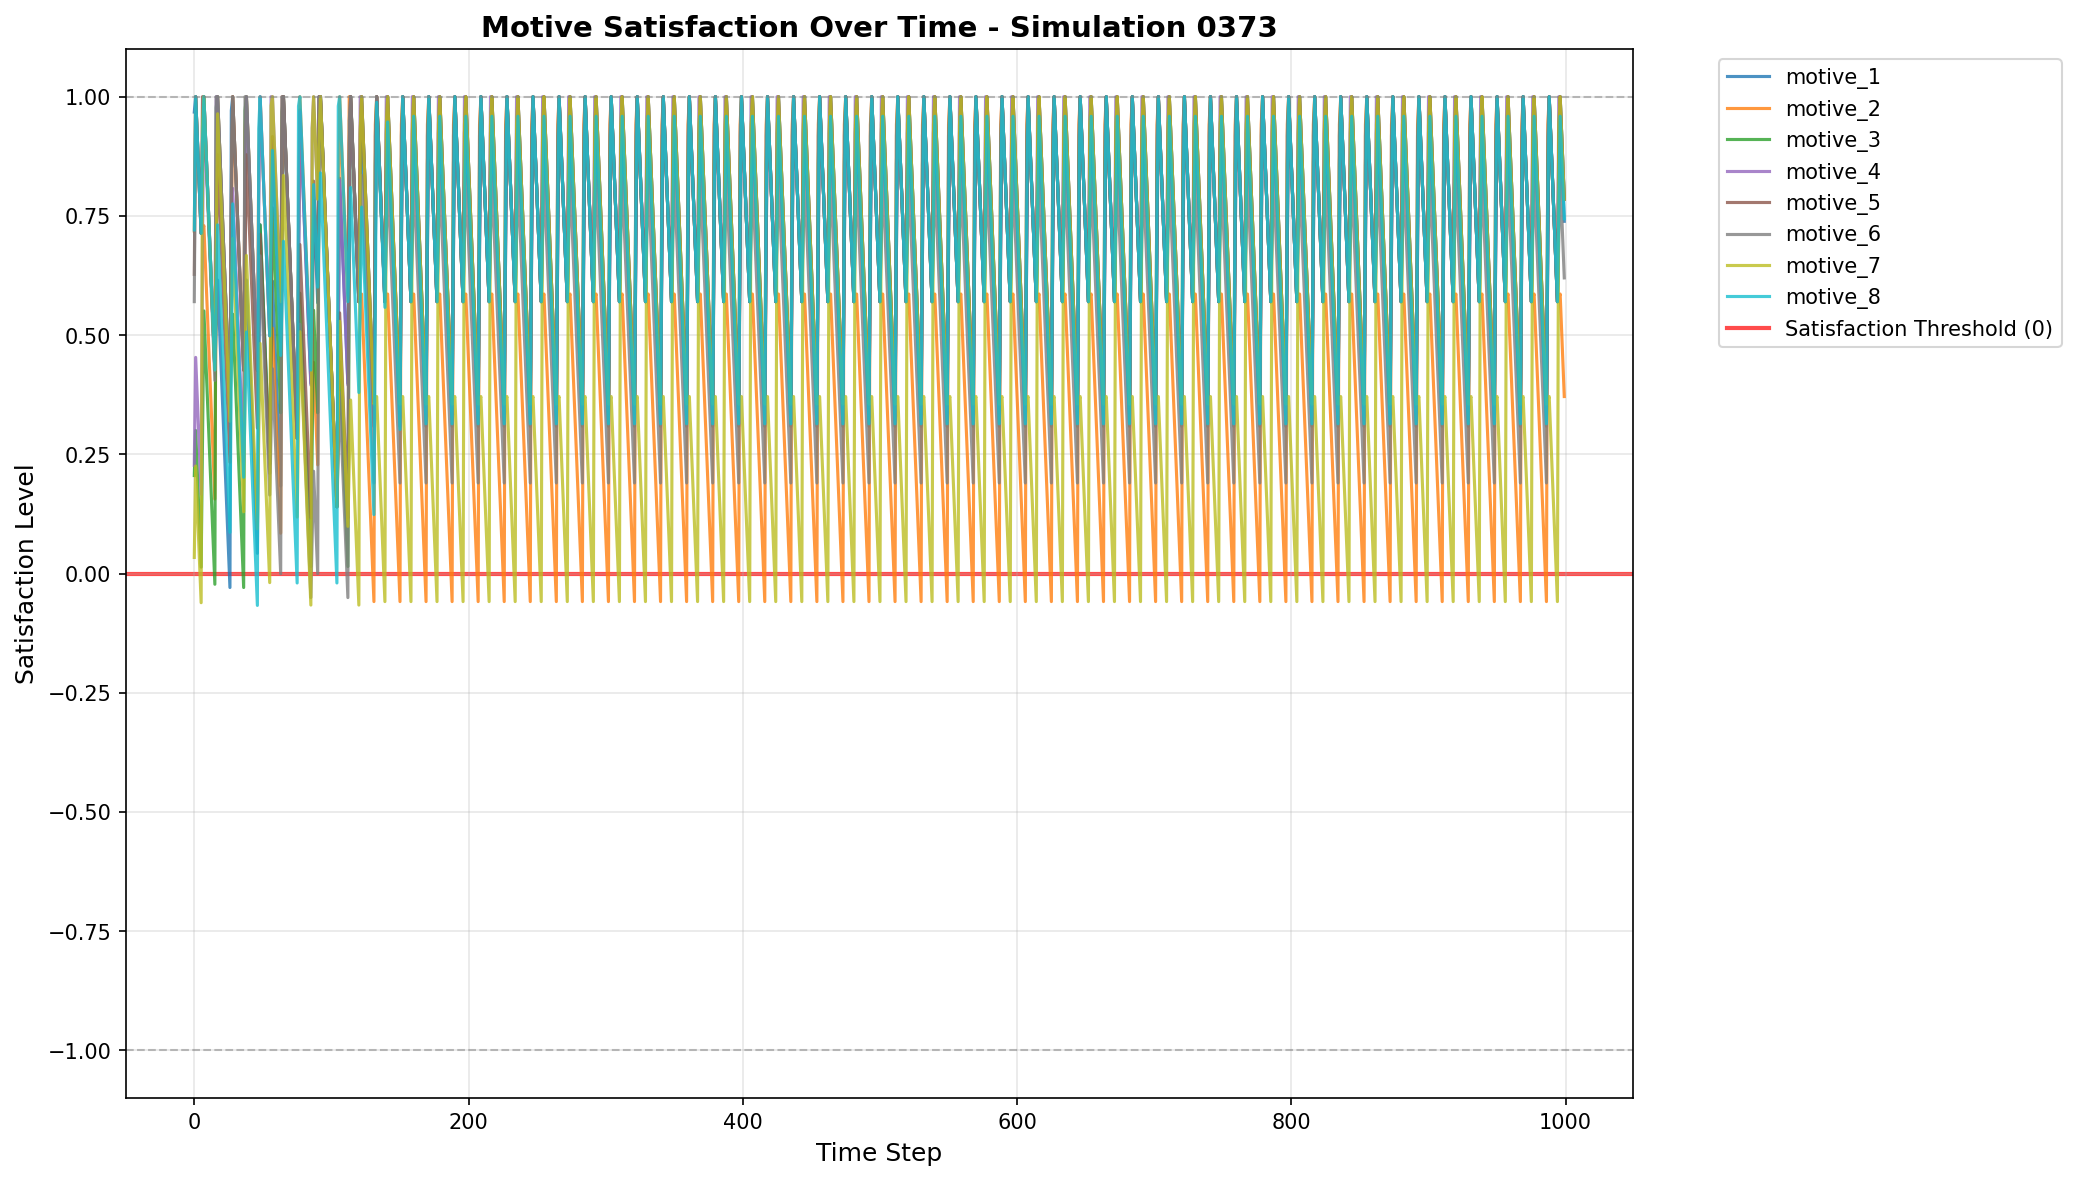 Motive Satisfaction Over Time - Simulation 0373
Satisfaction Level
1.00
0.75
0.50
0.25
0.00
−0.25
−0.50
−0.75
−1.00
0
200
400
600
800
1000
Time Step
motive_1
motive_2
motive_3
motive_4
motive_5
motive_6
motive_7
motive_8
Satisfaction Threshold (0)